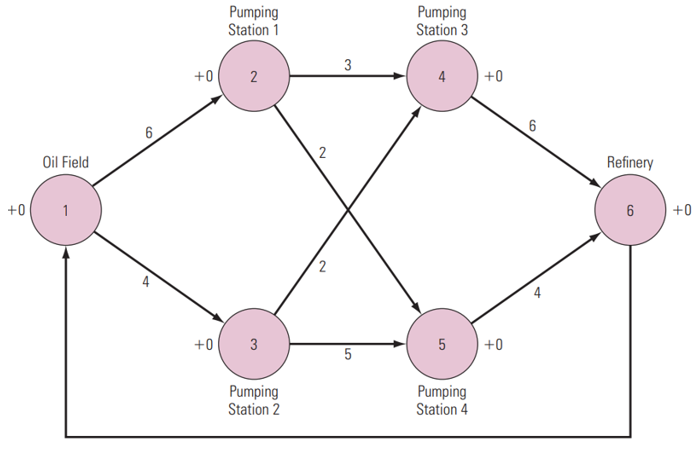 Pumping
Station 1
Pumping
Station 3
3
+0 2
4 +0
6
2
6
Oil Field
Refinery
+0 1
6 +0
4
2
4
+0 3
5
5 +0
Pumping
Station 2
Pumping
Station 4